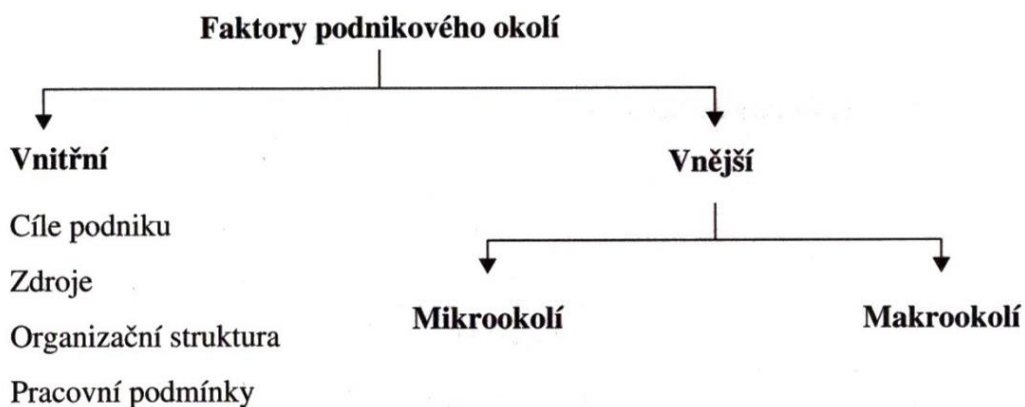 Faktory podnikového okolí
Vnitřní
Vnější
Cíle podniku
Zdroje
Organizační struktura
Pracovní podmínky
Mikrookolí
Makrookolí